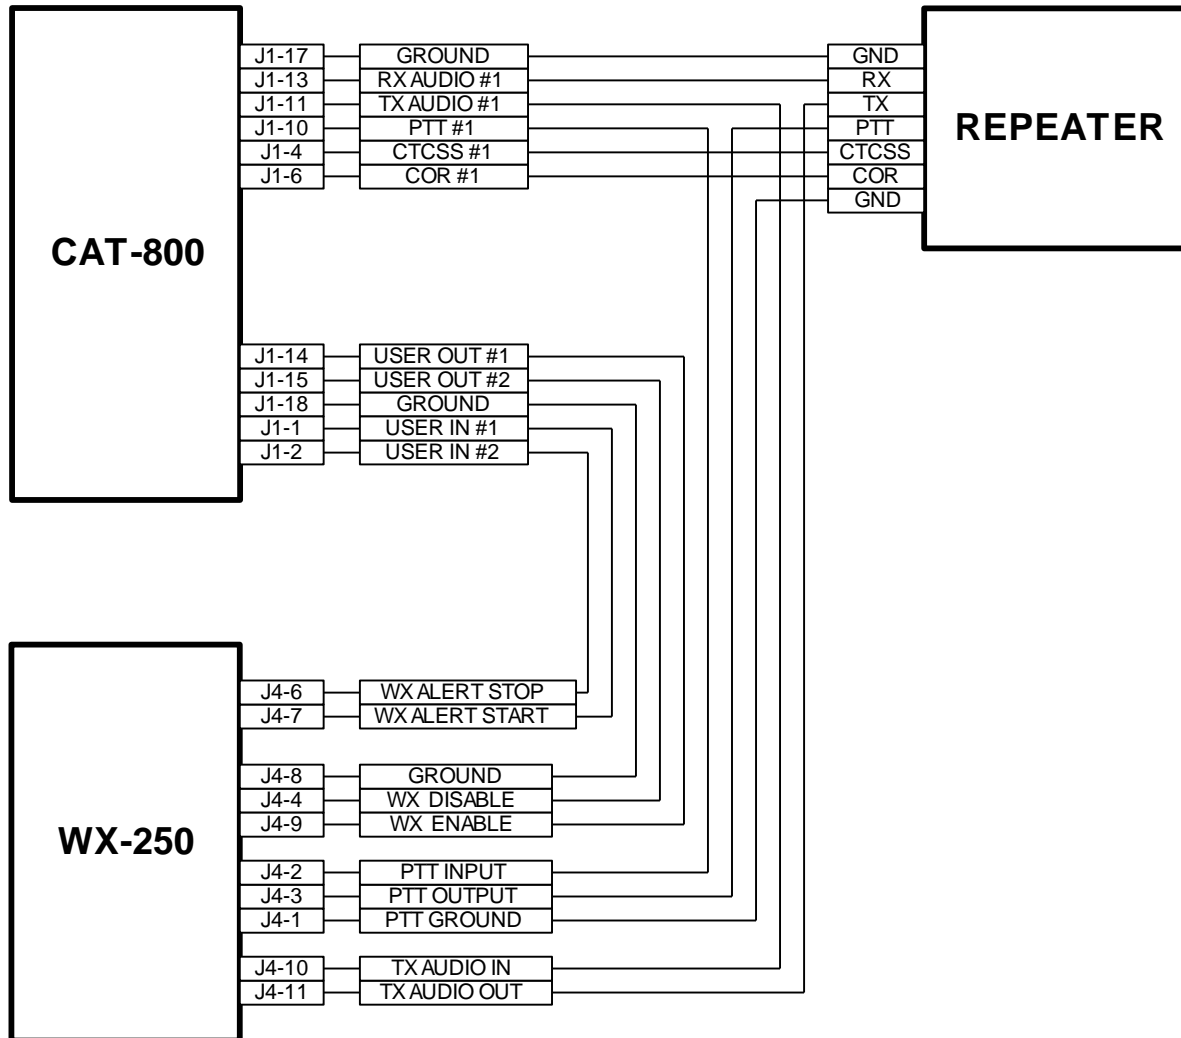 J1-17 GROUND GND
J1-13 RX AUDIO #1 RX
J1-11 TX AUDIO #1 TX
J1-10 PTT #1 PTT
J1-4 CTCSS #1 CTCSS
J1-6 COR #1 COR
GND
REPEATER
CAT-800
J1-14 USER OUT #1
J1-15 USER OUT #2
J1-18 GROUND
J1-1 USER IN #1
J1-2 USER IN #2
J4-6 WX ALERT STOP
J4-7 WX ALERT START
J4-8 GROUND
J4-4 WX DISABLE
J4-9 WX ENABLE
WX-250
J4-2 PTT INPUT
J4-3 PTT OUTPUT
J4-1 PTT GROUND
J4-10 TX AUDIO IN
J4-11 TX AUDIO OUT